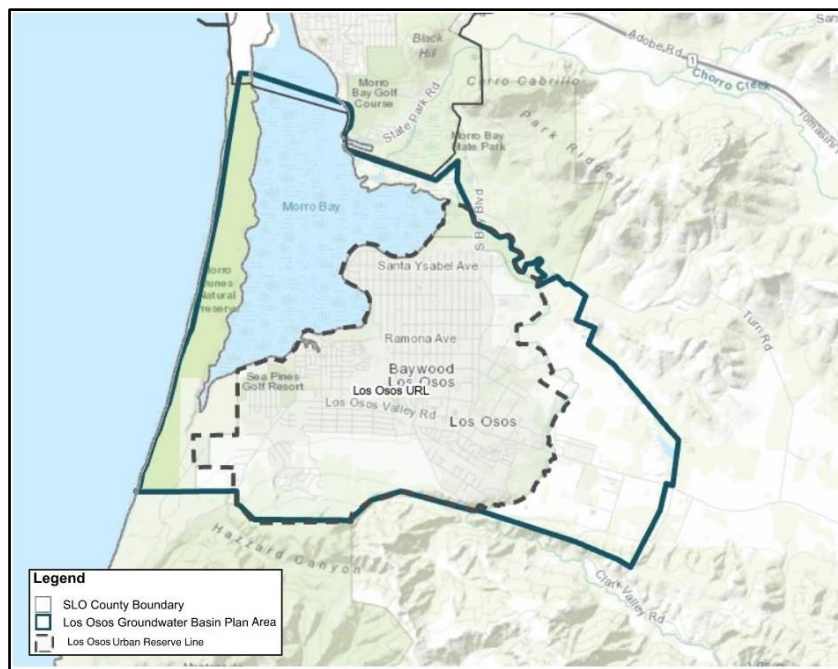 Black
Hill
Adobe Rd
1
Chorro Creek
Tomasini
Morro
Bay Golf
Course
State Park Rd
Cerro Cabrillo
Morro Bay
State Park
Park Ridge
Morro Bay
S Bay Blvd
Santa Ysabel Ave
Morro
Dunes
Natural
Preserve
Ramona Ave
Turri Rd
Baywood
Los Osos
Sea Pines
Golf Resort
Los Osos URL
Los Osos Valley Rd
Los Osos
Hazzard Canyon
Clark Valley Rd
Legend
SLO County Boundary
Los Osos Groundwater Basin Plan Area
Los Osos Urban Reserve Line